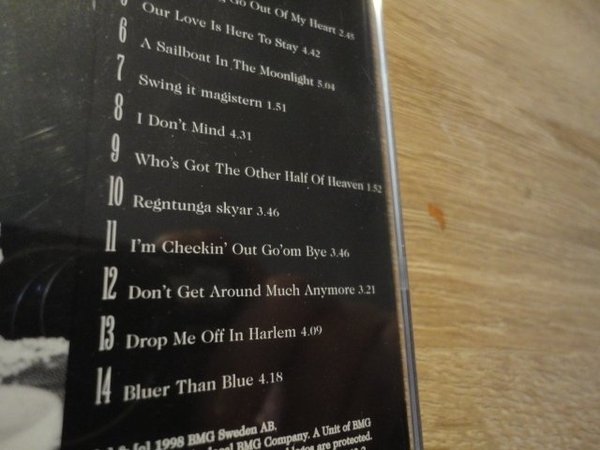 Go Out Of My Heart 2.45
5 Our Love Is Here To Stay 4.42
6 A Sailboat In The Moonlight 5.04
7 Swing it magistern 1.51
8 I Don't Mind 4.31
9 Who's Got The Other Half Of Heaven 1.52
10 Regntunga skyar 3.46
11 I'm Checkin' Out Go'om Bye 3.46
12 Don't Get Around Much Anymore 3.21
13 Drop Me Off In Harlem 4.09
14 Bluer Than Blue 4.18
1998 BMG Sweden AB.
BMG Company. A Unit of BMG
are protected.